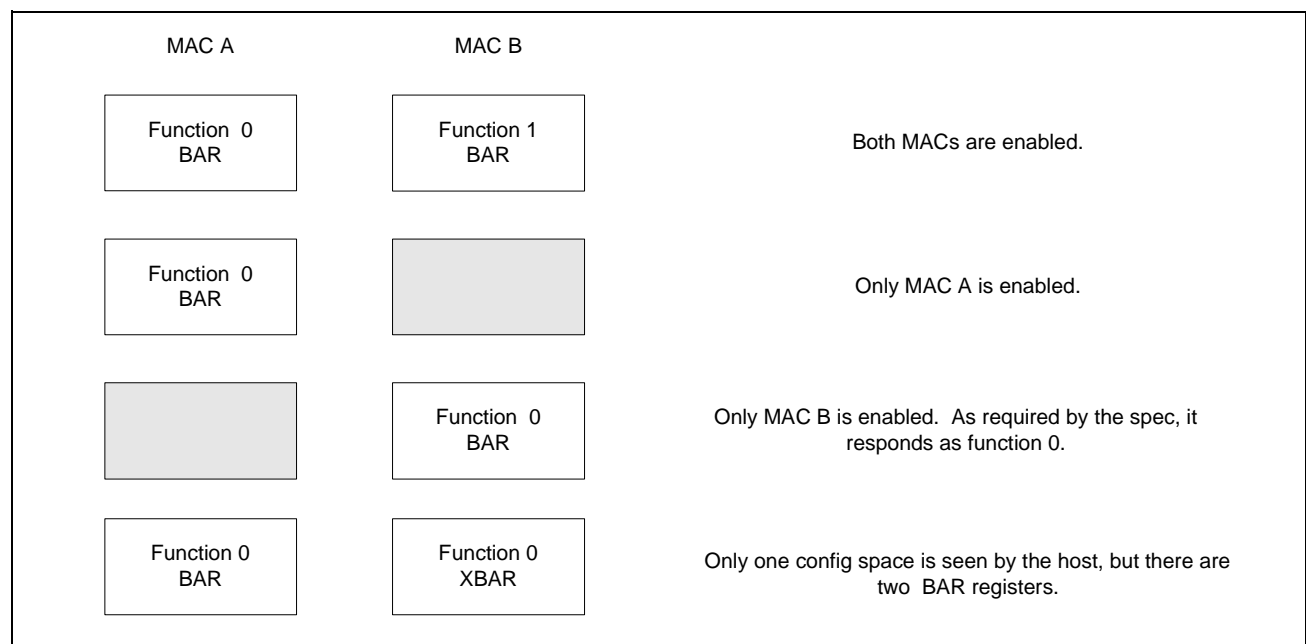 MAC A
MAC B
Function 0
BAR
Function 1
BAR
Both MACs are enabled.
Function 0
BAR
Only MAC A is enabled.
Function 0
BAR
Only MAC B is enabled. As required by the spec, it
responds as function 0.
Function 0
BAR
Function 0
XBAR
Only one config space is seen by the host, but there are
two BAR registers.